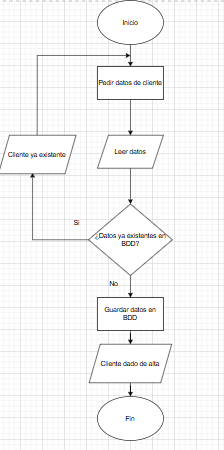 Inicio
Pedir datos de cliente
Leer datos
Cliente ya existente
¿Datos ya existentes en
BDD?
Si
No
Guardar datos en
BDD
Cliente dado de alta
Fin